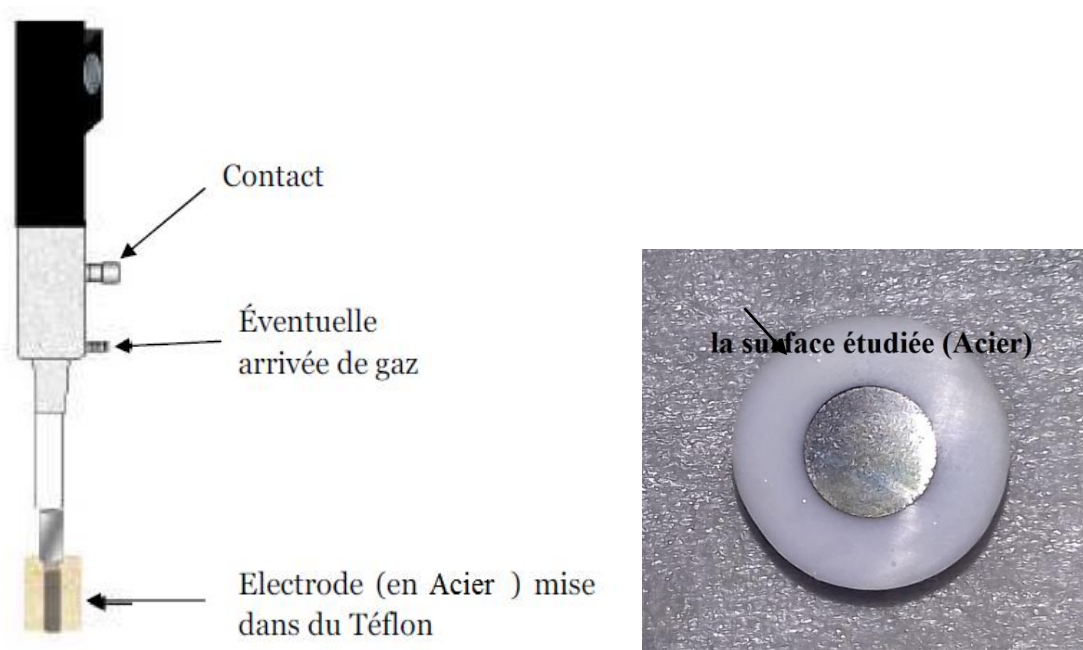 Contact
Éventuelle
arrivée de gaz
la surface étudiée (Acier)
Electrode (en Acier ) mise
dans du Téflon